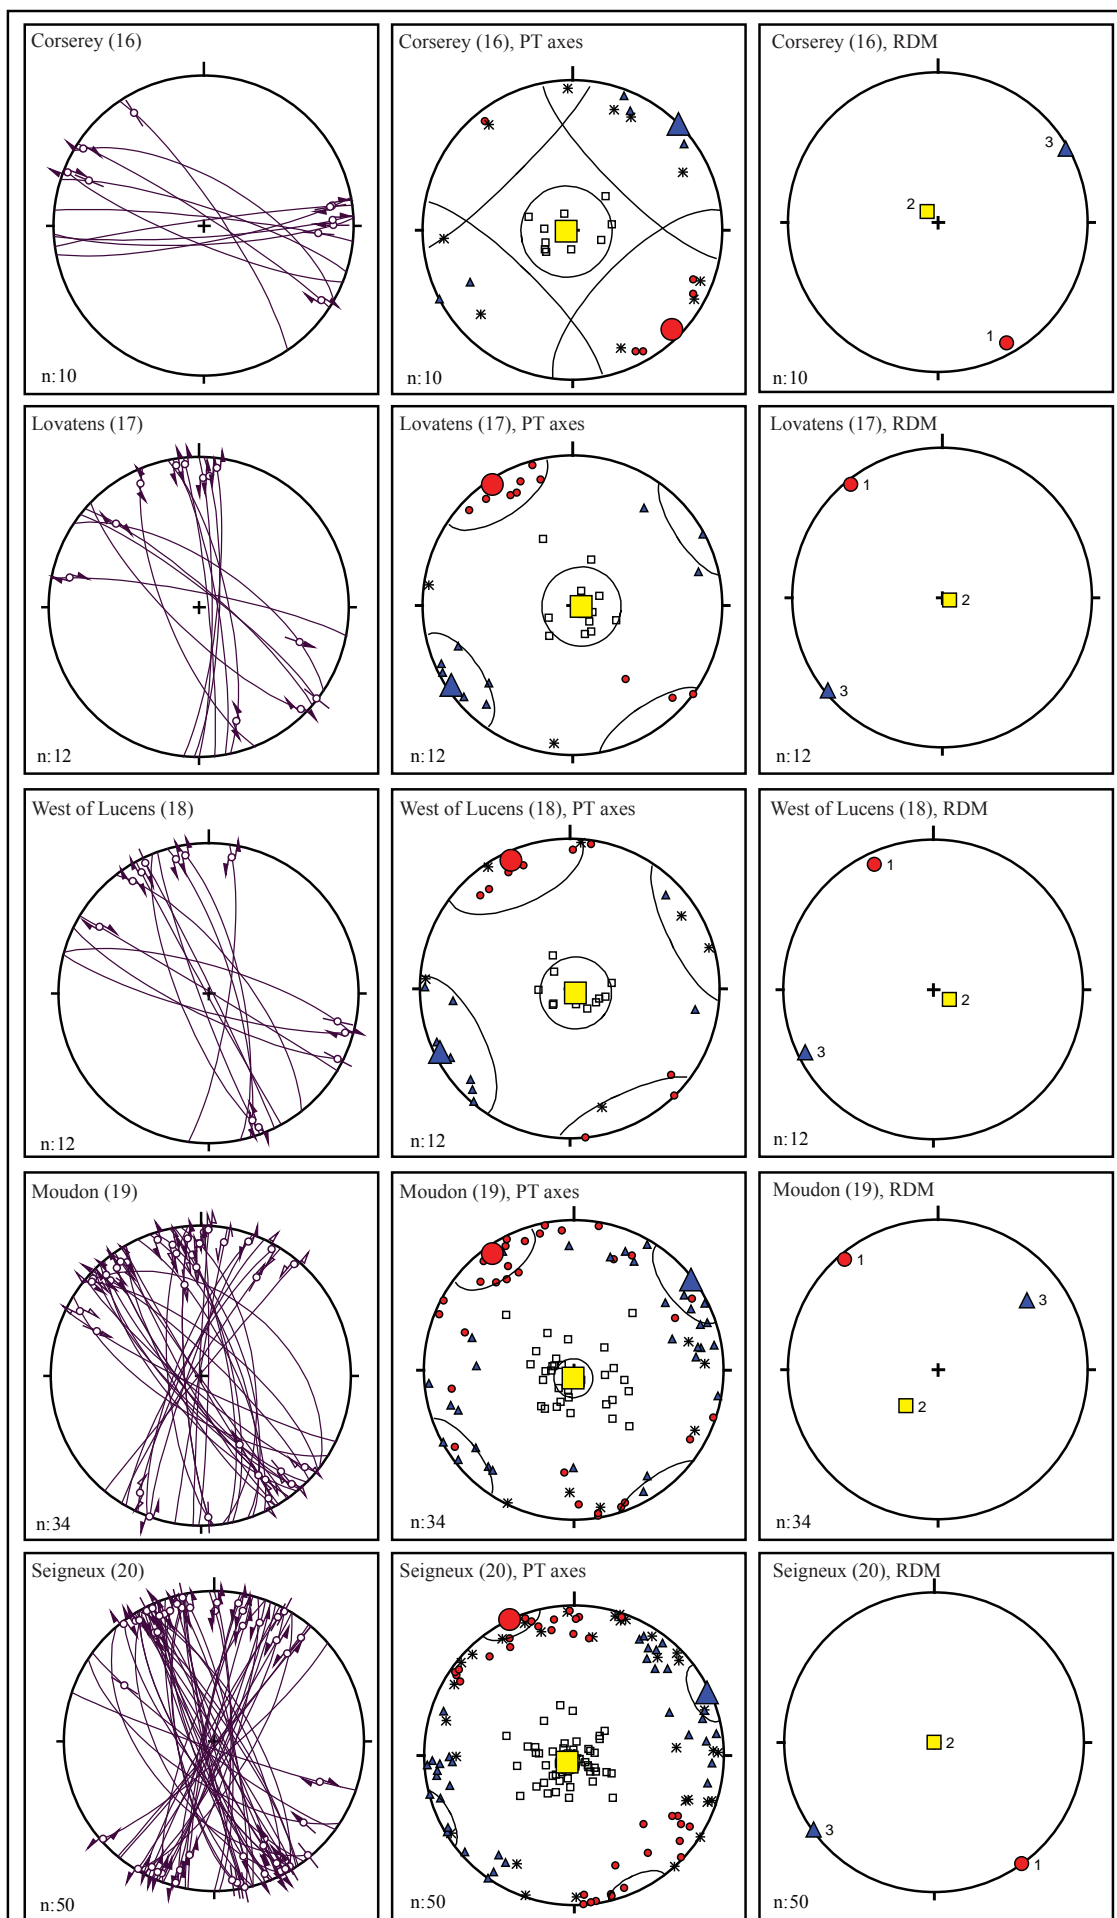 Corserey (16)
n:10
Corserey (16), PT axes
n:10
Corserey (16), RDM
3
2
1
n:10
Lovatens (17)
n:12
Lovatens (17), PT axes
n:12
Lovatens (17), RDM
1
2
3
n:12
West of Lucens (18)
n:12
West of Lucens (18), PT axes
n:12
West of Lucens (18), RDM
1
2
3
n:12
Moudon (19)
n:34
Moudon (19), PT axes
n:34
Moudon (19), RDM
1
3
2
n:34
Seigneux (20)
n:50
Seigneux (20), PT axes
n:50
Seigneux (20), RDM
2
3
1
n:50